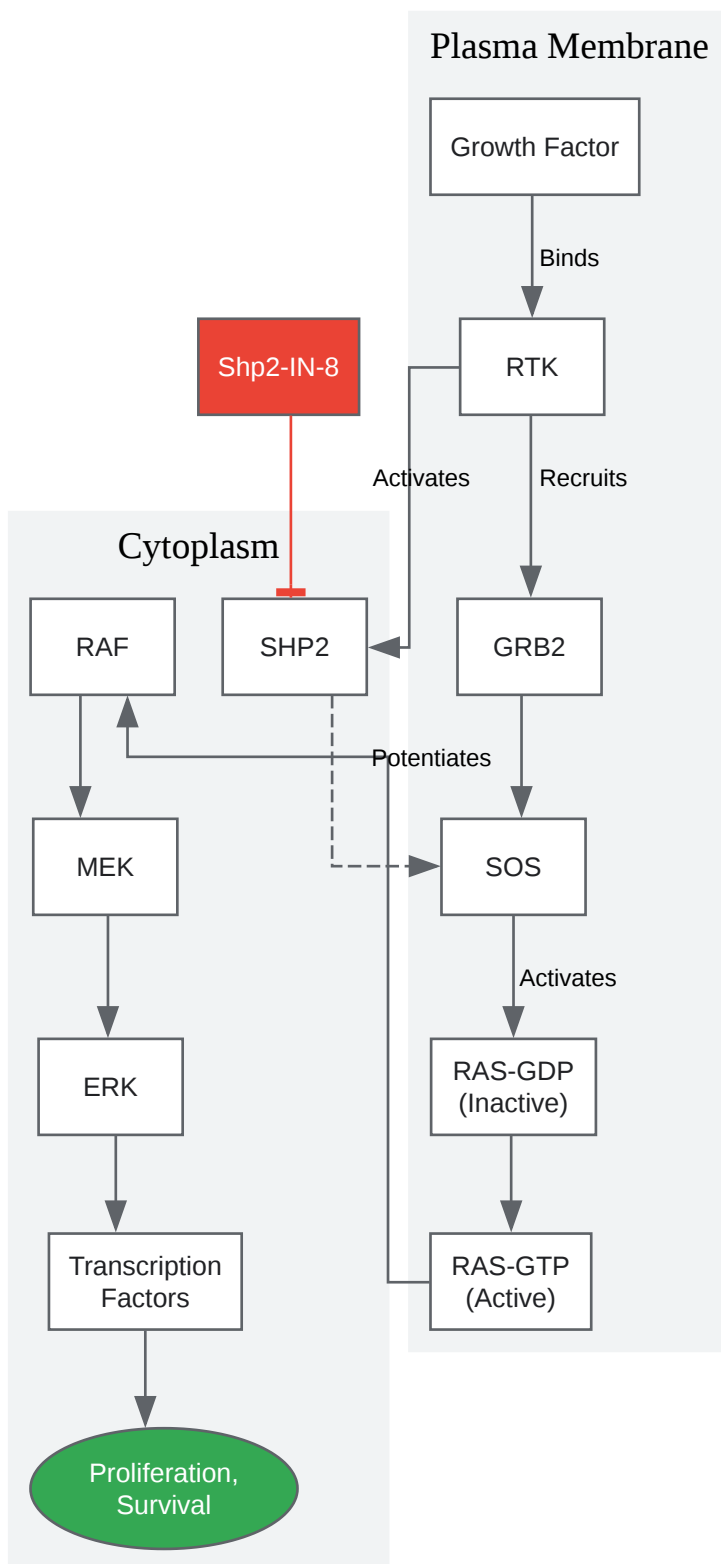 Plasma Membrane
Growth Factor
Binds
Shp2-IN-8
RTK
Activates
Recruits
Cytoplasm
RAF
SHP2
GRB2
Potentiates
MEK
SOS
Activates
ERK
RAS-GDP
(Inactive)
Transcription
Factors
RAS-GTP
(Active)
Proliferation,
Survival